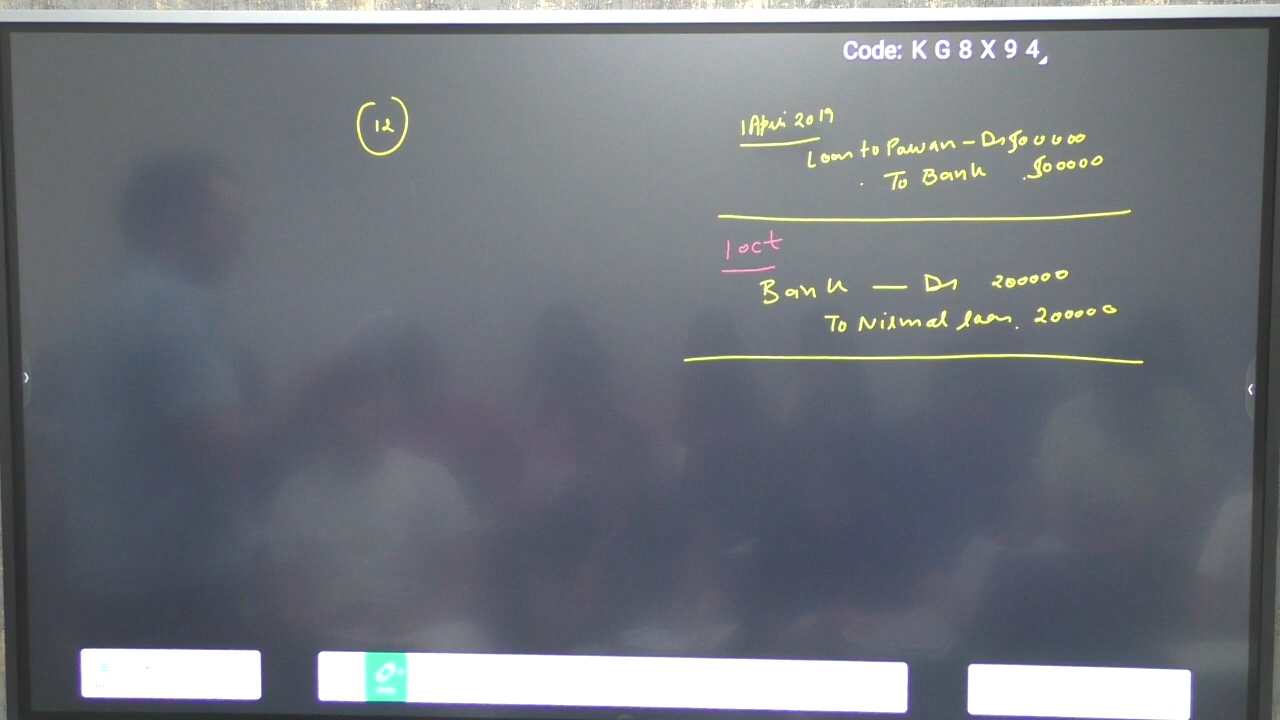 Code: K G 8 X 9 4
12
1 April 2019
Loan to Pawan - Dr 500000
To Bank 500000
1 oct
Bank — Dr 200000
To Nirmal loan. 200000